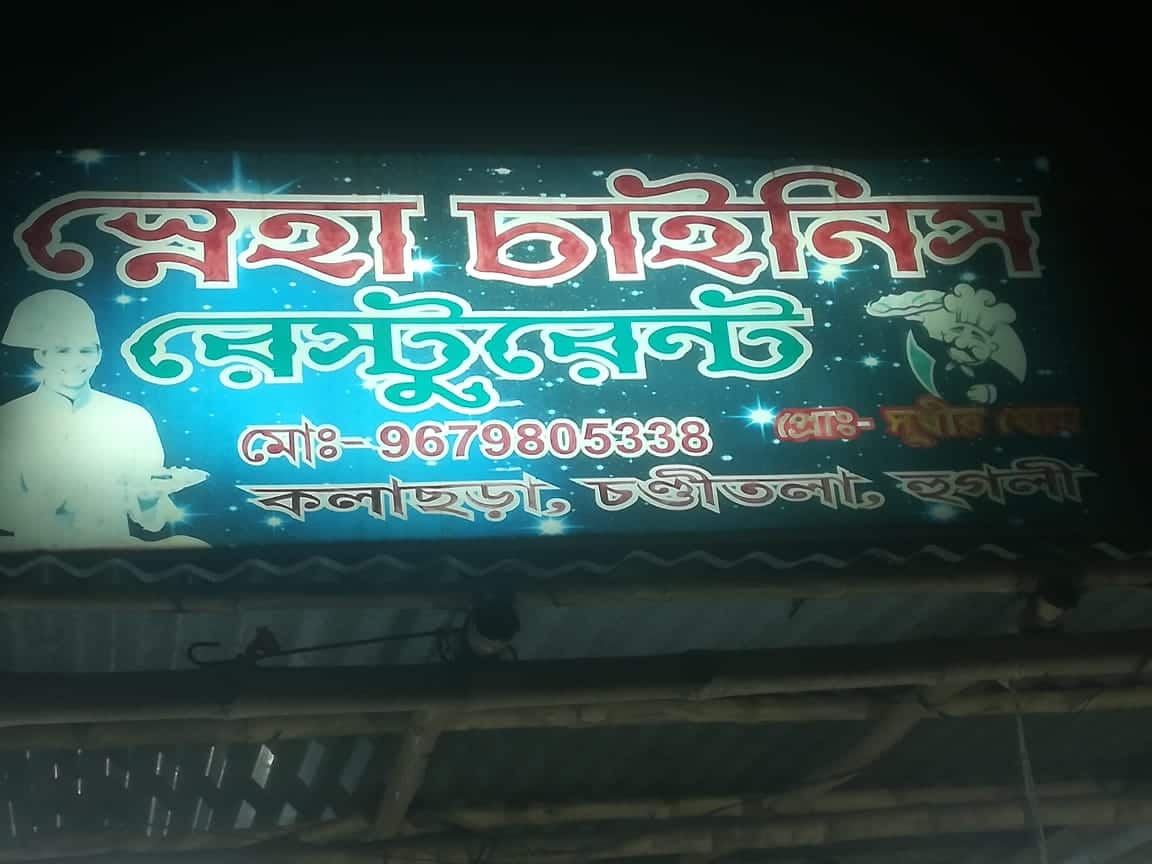 স্নেহা চাইনিস
রেস্টুরেন্ট
মোঃ- 9679805338
প্রোঃ- সুধীর ঘোষ
কলাছড়া, চণ্ডীতলা, হুগলী